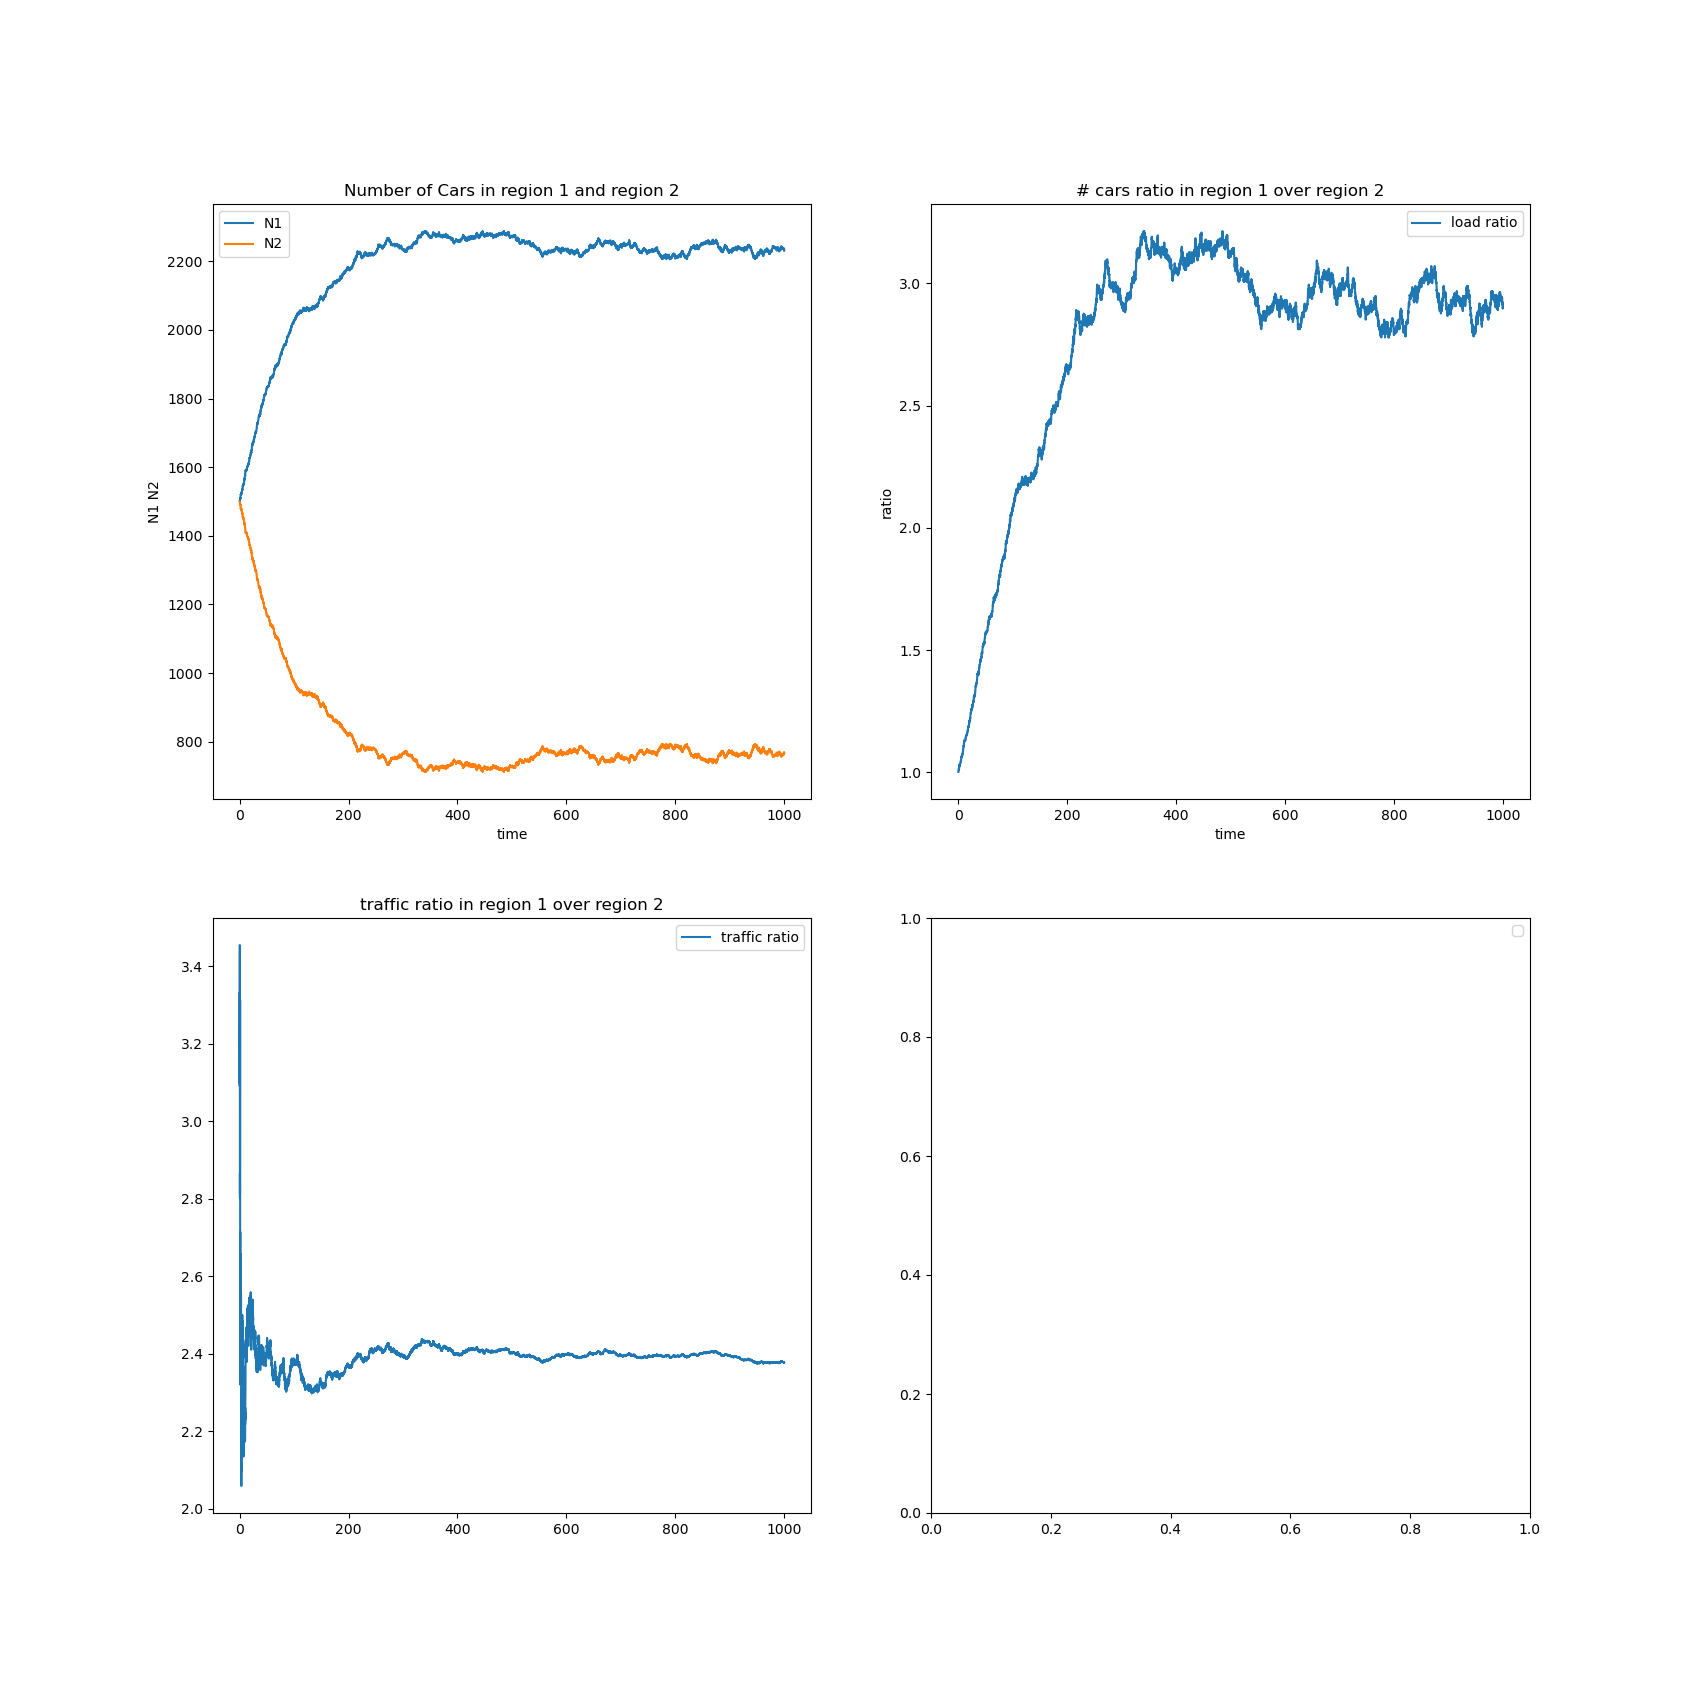 Number of Cars in region 1 and region 2
N1
N2
2200
2000
1800
1600
1400
1200
1000
800
N1 N2
0 200 400 600 800 1000
time
# cars ratio in region 1 over region 2
load ratio
3.0
2.5
2.0
1.5
1.0
ratio
0 200 400 600 800 1000
time
traffic ratio in region 1 over region 2
traffic ratio
3.4
3.2
3.0
2.8
2.6
2.4
2.2
2.0
0 200 400 600 800 1000
1.0
0.8
0.6
0.4
0.2
0.0
0.0 0.2 0.4 0.6 0.8 1.0